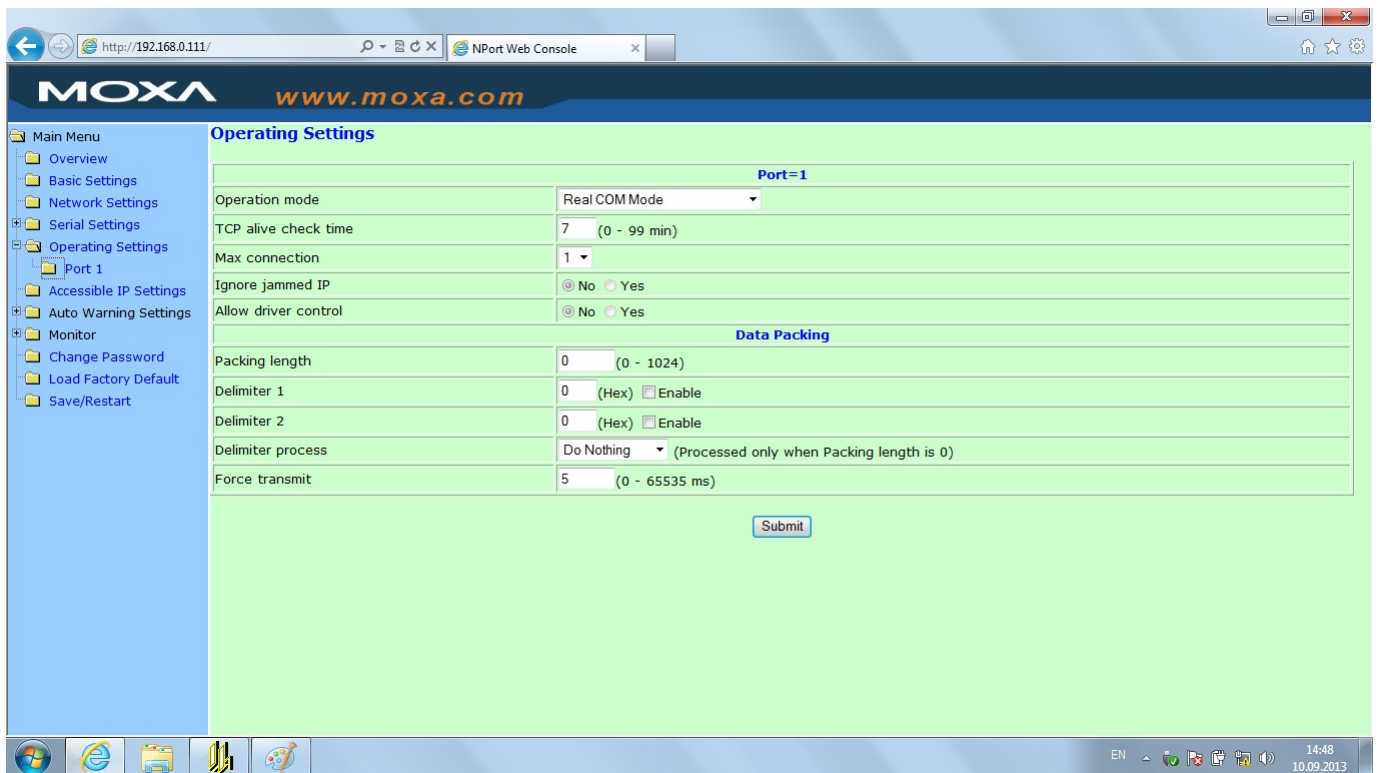 http://192.168.0.111/
NPort Web Console
MOXA www.moxa.com
Main Menu
Overview
Basic Settings
Network Settings
Serial Settings
Operating Settings
Port 1
Accessible IP Settings
Auto Warning Settings
Monitor
Change Password
Load Factory Default
Save/Restart
Operating Settings
Port=1
Operation mode Real COM Mode
TCP alive check time 7 (0 - 99 min)
Max connection 1
Ignore jammed IP No Yes
Allow driver control No Yes
Data Packing
Packing length 0 (0 - 1024)
Delimiter 1 0 (Hex) Enable
Delimiter 2 0 (Hex) Enable
Delimiter process Do Nothing (Processed only when Packing length is 0)
Force transmit 5 (0 - 65535 ms)
Submit
EN 14:48
10.09.2013